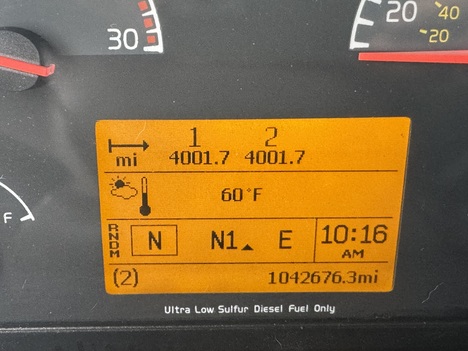 30
20
40
20
1 2
mi 4001.7 4001.7
60°F
F
R
N
D
M
N N1 E 10:16
AM
(2) 1042676.3mi
Ultra Low Sulfur Diesel Fuel Only